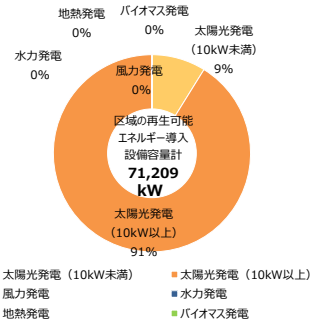 地熱発電
0%
バイオマス発電
0%
太陽光発電
（10kW未満）
9%
水力発電
0%
風力発電
0%
区域の再生可能
エネルギー導入
設備容量計
71,209
kW
太陽光発電
（10kW以上）
91%
太陽光発電（10kW未満）
太陽光発電（10kW以上）
風力発電
水力発電
地熱発電
バイオマス発電